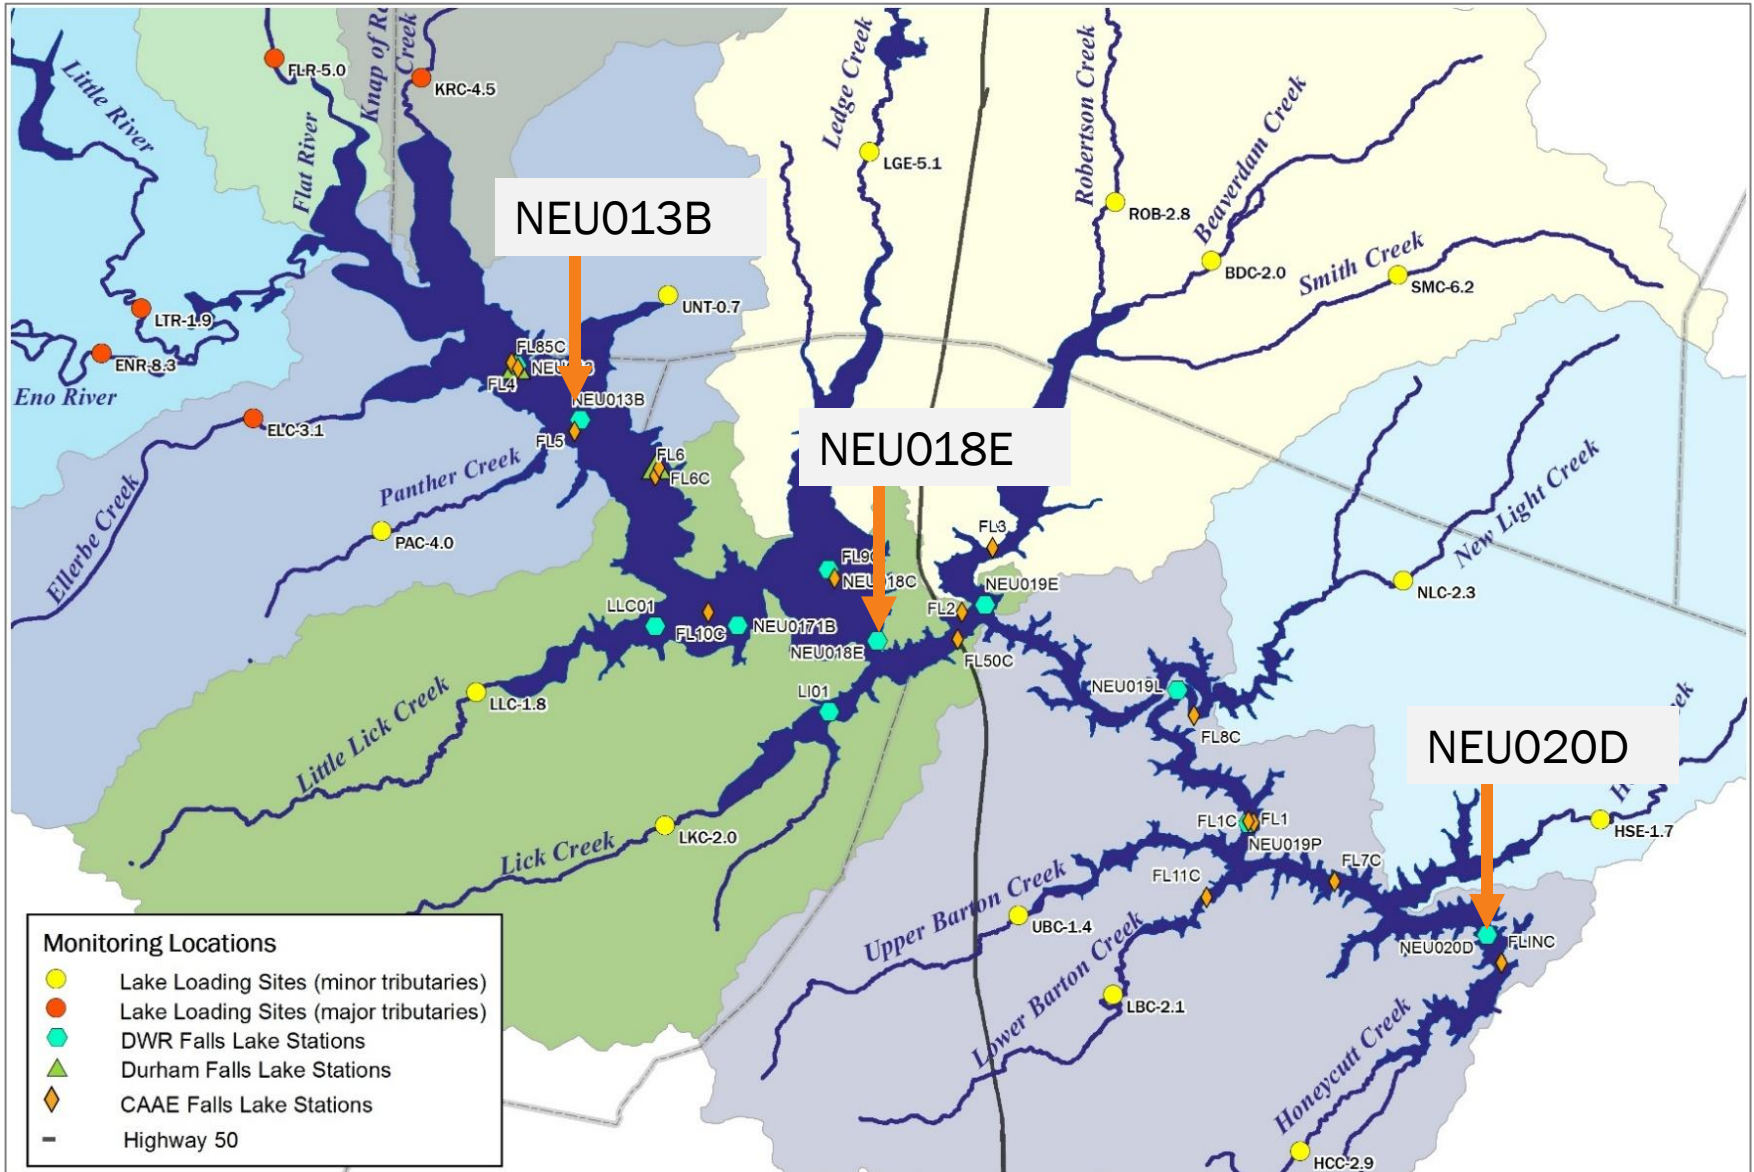 Little River
FLR-5.0
Flat River
Knap of
Creek
KRC-4.5
Ledge Creek
LGE-5.1
Robertson Creek
ROB-2.8
Beaverdam Creek
BDC-2.0
Smith Creek
SMC-6.2
NEU013B
UNT-0.7
LTR-1.9
ENR-8.3
Eno River
FL85C
FL4
NEU013B
FL5
ELC-3.1
Ellerbe Creek
Panther Creek
PAC-4.0
FL6
FL6C
NEU018E
FL3
New Light Creek
NLC-2.3
NEU018C
LLC01
FL10C
NEU0171B
NEU018E
FL2
NEU019E
FL50C
LI01
LLC-1.8
Little Lick Creek
NEU019L
FL8C
NEU020D
LKC-2.0
Lick Creek
FL1C
FL1
NEU019P
HSE-1.7
FL7C
FL11C
Upper Barton Creek
UBC-1.4
NEU020D
FLINC
Lower Barton Creek
LBC-2.1
Honeycutt Creek
HCC-2.9
Monitoring Locations
Lake Loading Sites (minor tributaries)
Lake Loading Sites (major tributaries)
DWR Falls Lake Stations
Durham Falls Lake Stations
CAAE Falls Lake Stations
Highway 50